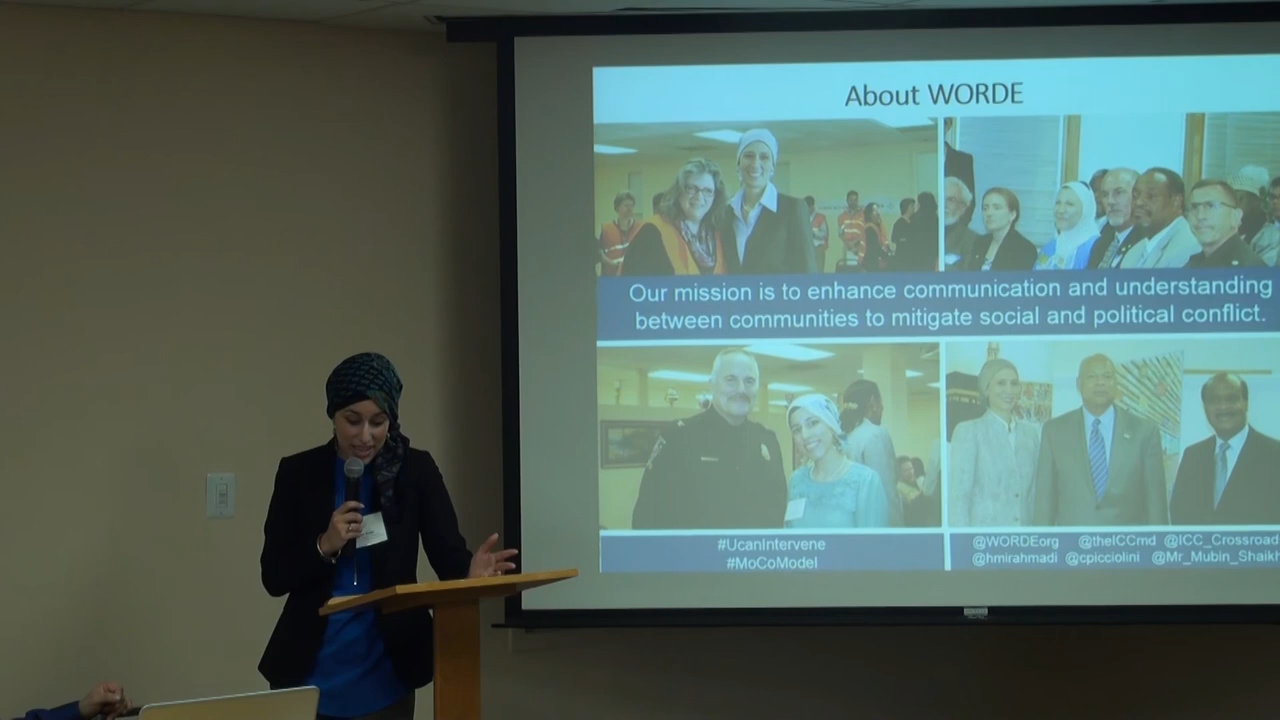 About WORDE
Our mission is to enhance communication and understanding
between communities to mitigate social and political conflict.
#UcanIntervene
#MoCoModel
@WORDEorg @theICCmd @ICC_Crossroad
@hmirahmadi @cpicciolini @Mr_Mubin_Shaikh